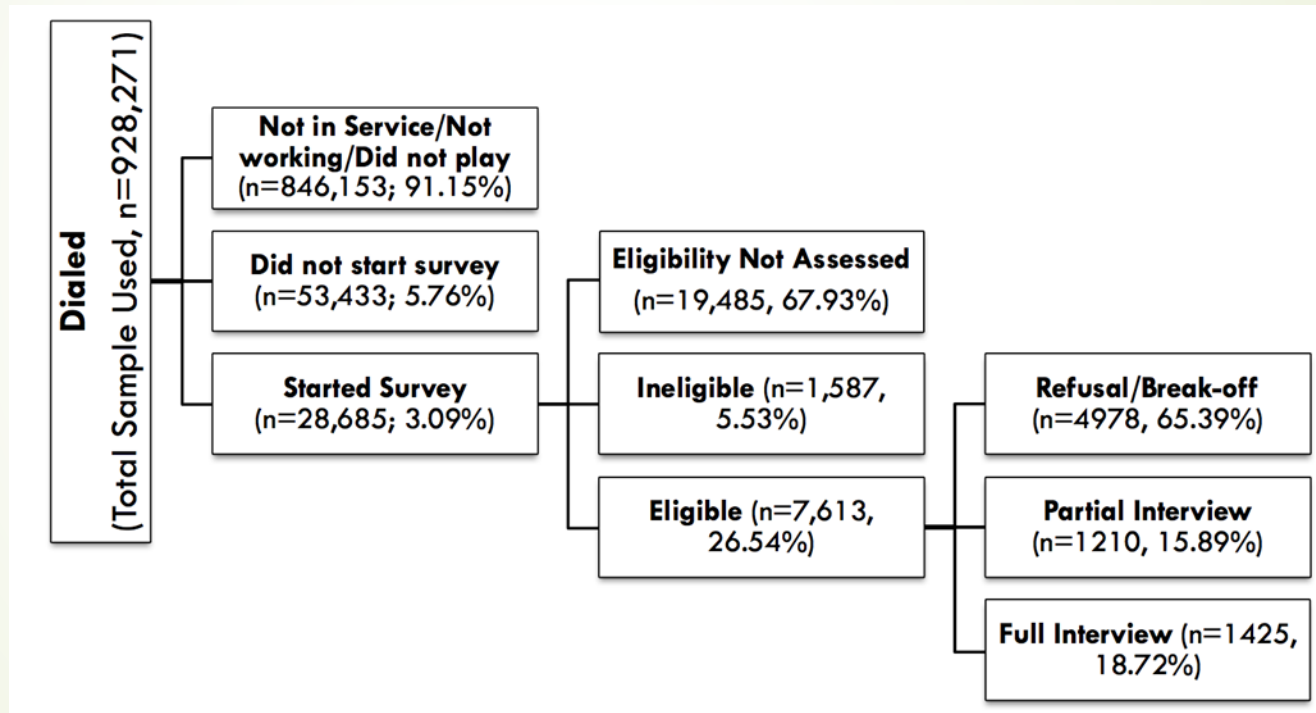 Dialed
(Total Sample Used, n=928,271)
Not in Service/Not
working/Did not play
(n=846,153; 91.15%)
Did not start survey
(n=53,433; 5.76%)
Started Survey
(n=28,685; 3.09%)
Eligibility Not Assessed
(n=19,485, 67.93%)
Ineligible (n=1,587,
5.53%)
Eligible (n=7,613,
26.54%)
Refusal/Break-off
(n=4978, 65.39%)
Partial Interview
(n=1210, 15.89%)
Full Interview (n=1425,
18.72%)